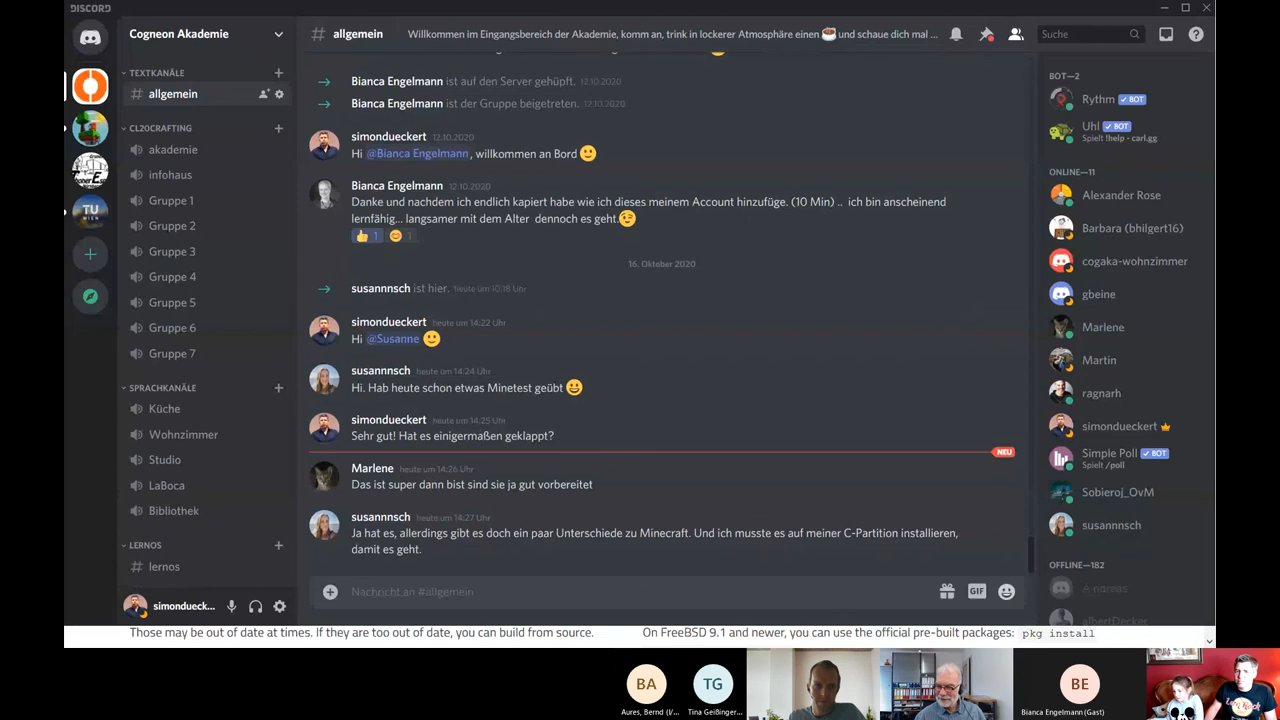 DISCORD
Cogneon Akademie
# allgemein
Willkommen im Eingangsbereich der Akademie, komm an, trink in lockerer Atmosphäre einen ☕ und schaue dich mal ...
Suche
TEXTKANÄLE
# allgemein
CL20CRAFTING
akademie
infohaus
Gruppe 1
Gruppe 2
Gruppe 3
Gruppe 4
Gruppe 5
Gruppe 6
Gruppe 7
SPRACHKANÄLE
Küche
Wohnzimmer
Studio
LaBoca
Bibliothek
LERNOS
lernos
simondueck...
TU
WIEN
Bianca Engelmann ist auf den Server gehüpft. 12.10.2020
Bianca Engelmann ist der Gruppe beigetreten. 12.10.2020
simondueckert 12.10.2020
Hi @Bianca Engelmann, willkommen an Bord 🙂
Bianca Engelmann 12.10.2020
Danke und nachdem ich endlich kapiert habe wie ich dieses meinem Account hinzufüge. (10 Min) .. ich bin anscheinend
lernfähig... langsamer mit dem Alter dennoch es geht 😉
👍 1 😊 1
16. Oktober 2020
susannnsch ist hier. heute um 10:18 Uhr
simondueckert heute um 14:22 Uhr
Hi @Susanne 🙂
susannnsch heute um 14:24 Uhr
Hi. Hab heute schon etwas Minetest geübt 😀
simondueckert heute um 14:25 Uhr
Sehr gut! Hat es einigermaßen geklappt?
NEU
Marlene heute um 14:26 Uhr
Das ist super dann bist sind sie ja gut vorbereitet
susannnsch heute um 14:27 Uhr
Ja hat es, allerdings gibt es doch ein paar Unterschiede zu Minecraft. Und ich musste es auf meiner C-Partition installieren,
damit es geht.
Nachricht an #allgemein
GIF
BOT—2
Rythm ✓ BOT
Uhl ✓ BOT
Spielt !help - carl.gg
ONLINE—11
Alexander Rose
Barbara (bhilgert16)
cogaka-wohnzimmer
gbeine
Marlene
Martin
ragnarh
simondueckert
Simple Poll ✓ BOT
Spielt /poll
Sobieroj_OvM
susannnsch
OFFLINE—182
albertDecker
Those may be out of date at times. If they are too out of date, you can build from source.
On FreeBSD 9.1 and newer, you can use the official pre-built packages: pkg install
BA
TG
BE
Aures, Bernd (I/...
Tina Geißinger...
Bianca Engelmann (Gast)